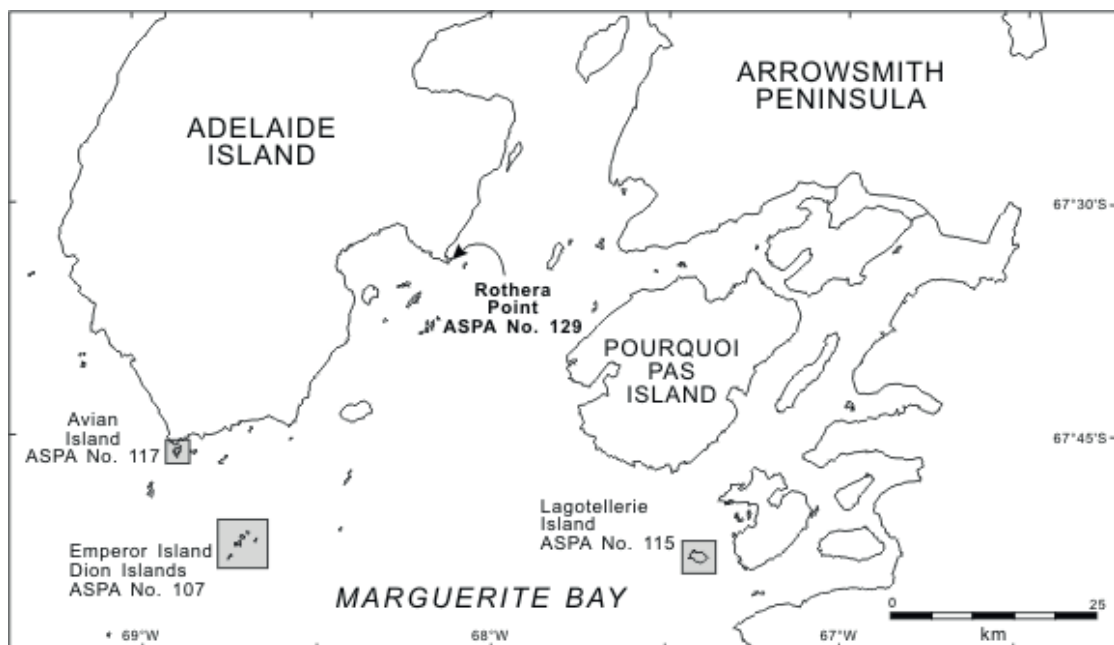 ADELAIDE
ISLAND
ARROWSMITH
PENINSULA
67°30'S
Rothera
Point
ASPA No. 129
POURQUOI
PAS
ISLAND
Avian
Island
ASPA No. 117
67°45'S
Lagotellerie
Island
ASPA No. 115
Emperor Island
Dion Islands
ASPA No. 107
MARGUERITE BAY
0 25
km
69°W
68°W
67°W